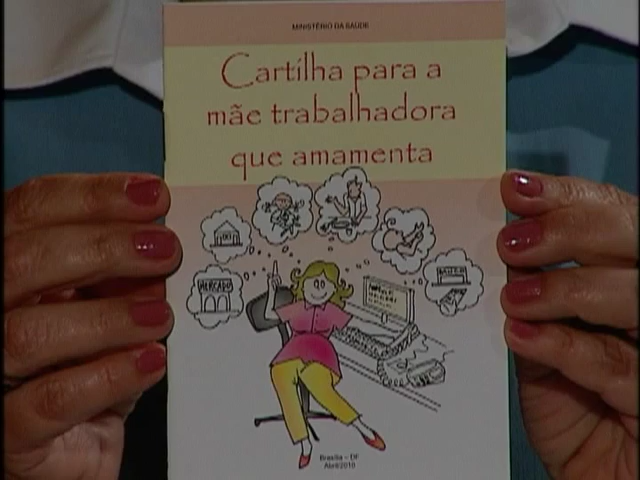 MINISTÉRIO DA SAÚDE
Cartilha para a
mãe trabalhadora
que amamenta
MERCADO
Brasília – DF
Abril/2010